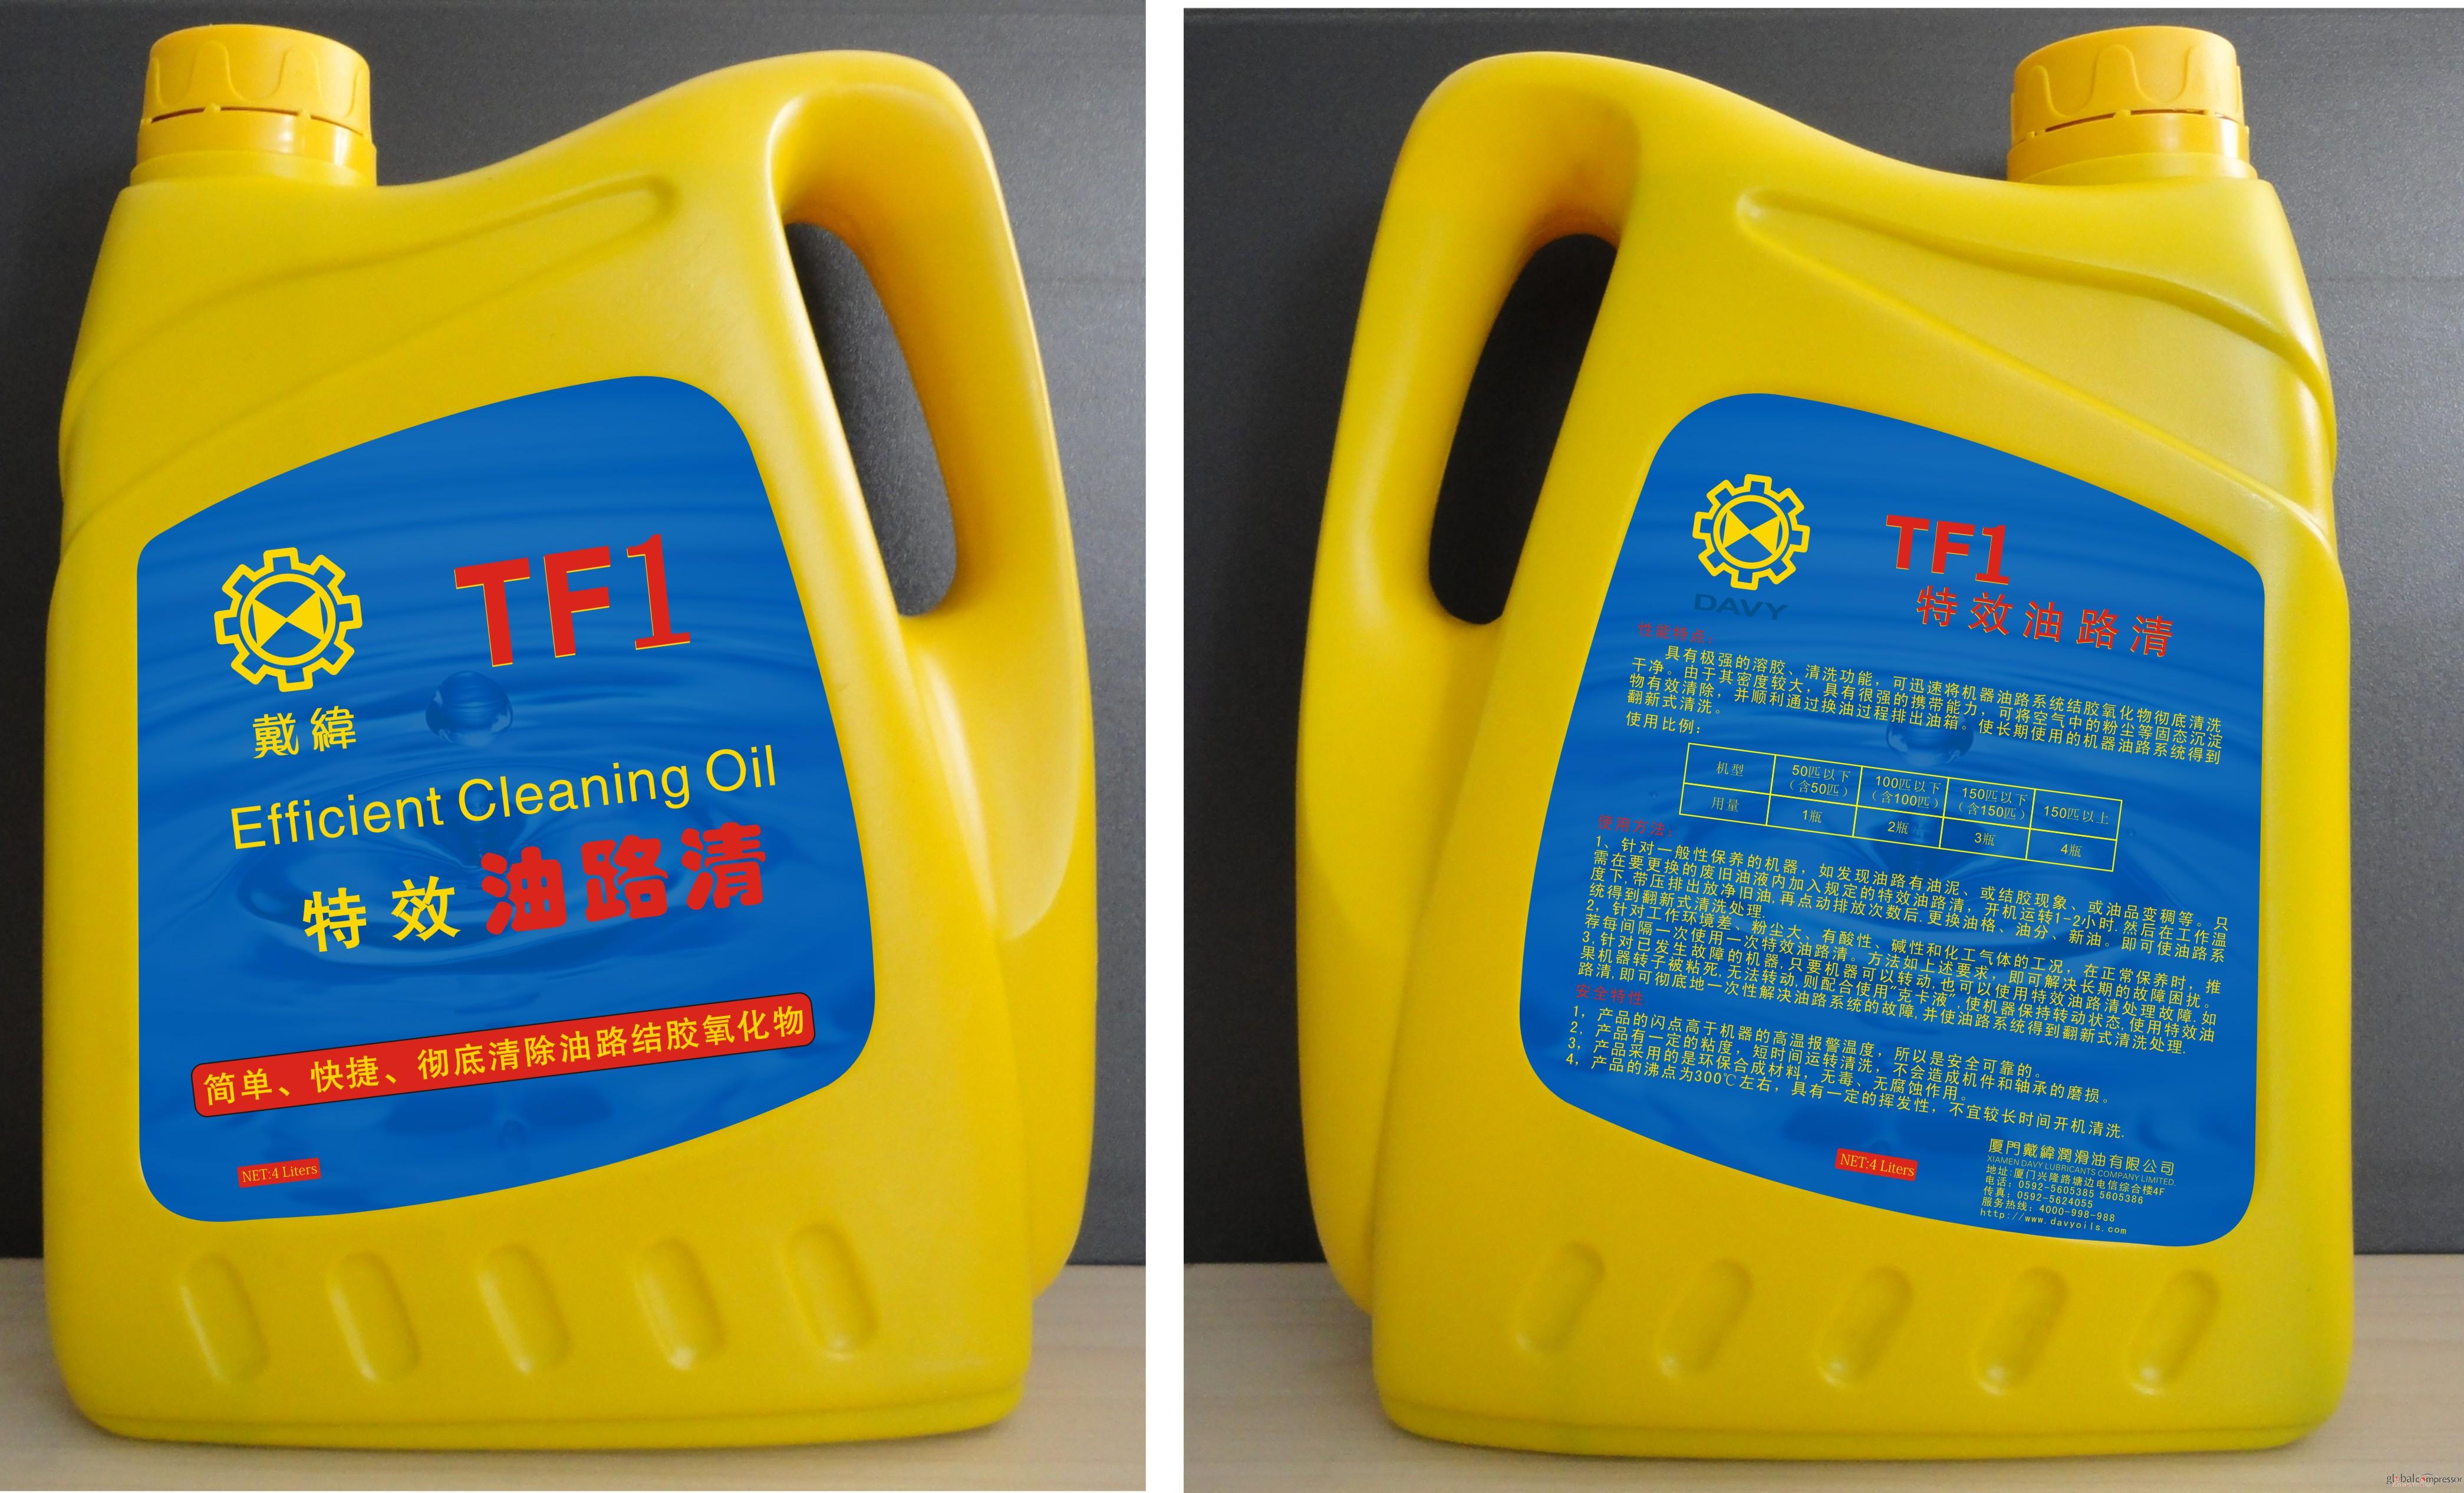 TF1
戴緯
Efficient Cleaning Oil
特效油路清
简单、快捷、彻底清除油路结胶氧化物
NET:4 Liters
DAVY
TF1
特效油路清
性能特点:
具有极强的溶胶、清洗功能，可迅速将机器油路系统结胶氧化物彻底清洗
干净。由于其密度较大，具有很强的携带能力，可将空气中的粉尘等固态沉淀
物有效清除，并顺利通过换油过程排出油箱。使长期使用的机器油路系统得到
翻新式清洗。
使用比例:
机型 50匹以下（含50匹） 100匹以下（含100匹） 150匹以下（含150匹） 150匹以上
用量 1瓶 2瓶 3瓶 4瓶
使用方法:
1、针对一般性保养的机器，如发现油路有油泥、或结胶现象、或油品变稠等。只
需在要更换的废旧油液内加入规定的特效油路清，开机运转1-2小时.然后在工作温
度下,带压排出放净旧油,再点动排放次数后.更换油格、油分、新油。即可使油路系
统得到翻新式清洗处理.
2，针对工作环境差、粉尘大、有酸性、碱性和化工气体的工况，在正常保养时，推
荐每间隔一次使用一次特效油路清。方法如上述要求，即可解决长期的故障困扰。
3,针对已发生故障的机器,只要机器可以转动,也可以使用特效油路清处理故障.如
果机器转子被粘死,无法转动,则配合使用"克卡液",使机器保持转动状态,使用特效油
路清,即可彻底地一次性解决油路系统的故障,并使油路系统得到翻新式清洗处理.
安全特性
1，产品的闪点高于机器的高温报警温度，所以是安全可靠的。
2，产品有一定的粘度，短时间运转清洗，不会造成机件和轴承的磨损。
3，产品采用的是环保合成材料，无毒、无腐蚀作用。
4，产品的沸点为300℃左右，具有一定的挥发性，不宜较长时间开机清洗.
NET:4 Liters
厦門戴緯潤滑油有限公司
XIAMEN DAVY LUBRICANTS COMPANY LIMITED.
地址:厦门兴隆路塘边电信综合楼4F
电话: 0592-5605385 5605386
传真: 0592-5624055
服务热线: 4000-998-988
http://www.davyoils.com
globalcompressor